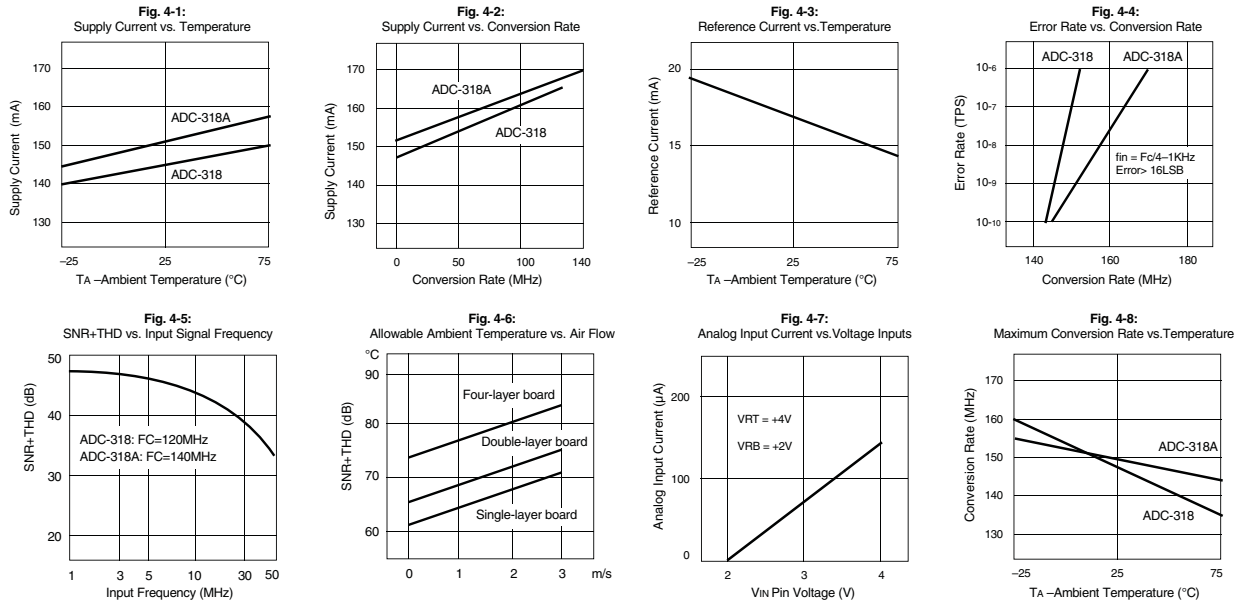 Fig. 4-1:
Supply Current vs. Temperature
170
160
150
140
130
Supply Current (mA)
ADC-318A
ADC-318
–25
25
75
TA –Ambient Temperature (°C)
Fig. 4-2:
Supply Current vs. Conversion Rate
170
160
150
140
130
Supply Current (mA)
ADC-318A
ADC-318
0
50
100
140
Conversion Rate (MHz)
Fig. 4-3:
Reference Current vs.Temperature
20
15
10
Reference Current (mA)
–25
25
75
TA –Ambient Temperature (°C)
Fig. 4-4:
Error Rate vs. Conversion Rate
ADC-318
ADC-318A
10-6
10-7
10-8
10-9
10-10
Error Rate (TPS)
fin = Fc/4–1KHz
Error> 16LSB
140
160
180
Conversion Rate (MHz)
Fig. 4-5:
SNR+THD vs. Input Signal Frequency
50
40
30
20
SNR+THD (dB)
ADC-318: FC=120MHz
ADC-318A: FC=140MHz
1
3
5
10
30
50
Input Frequency (MHz)
Fig. 4-6:
Allowable Ambient Temperature vs. Air Flow
°C
90
80
70
60
SNR+THD (dB)
Four-layer board
Double-layer board
Single-layer board
0
1
2
3
m/s
Fig. 4-7:
Analog Input Current vs.Voltage Inputs
200
100
0
Analog Input Current (µA)
VRT = +4V
VRB = +2V
2
3
4
VIN Pin Voltage (V)
Fig. 4-8:
Maximum Conversion Rate vs.Temperature
170
160
150
140
130
Conversion Rate (MHz)
ADC-318A
ADC-318
–25
25
75
TA –Ambient Temperature (°C)